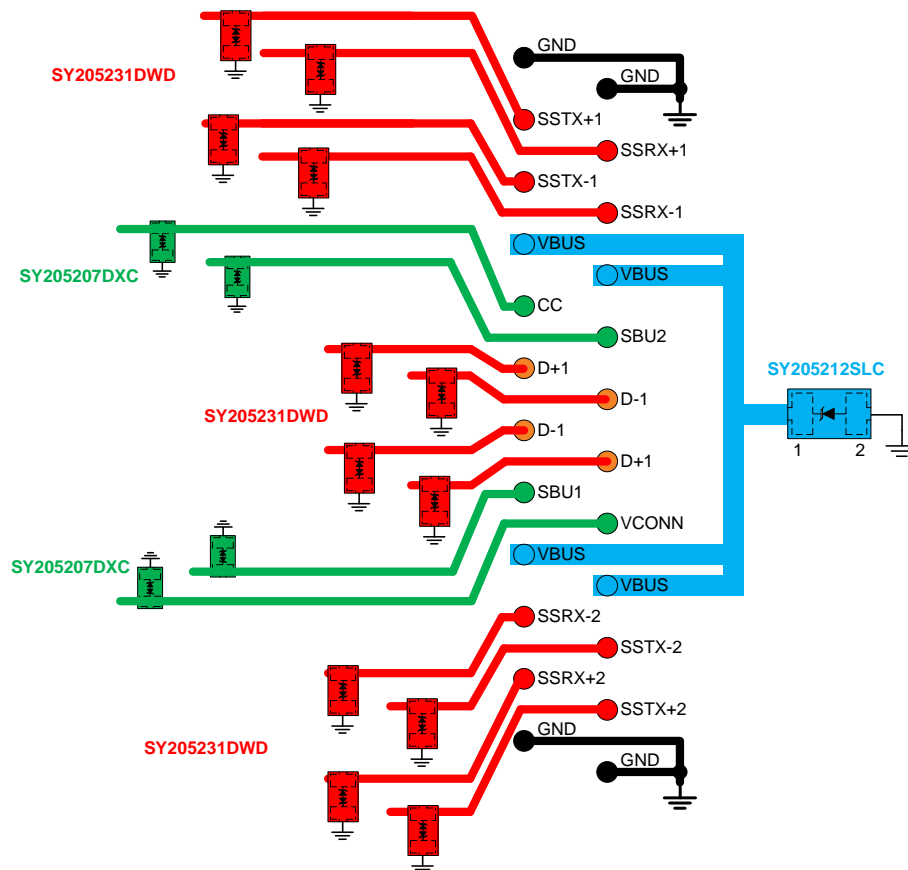 GND
SY205231DWD
GND
SSTX+1
SSRX+1
SSTX-1
SSRX-1
VBUS
SY205207DXC
VBUS
CC
SBU2
D+1
SY205212SLC
D-1
SY205231DWD
D-1
1 2
D+1
SBU1
VCONN
VBUS
SY205207DXC
VBUS
SSRX-2
SSTX-2
SSRX+2
SSTX+2
GND
SY205231DWD
GND